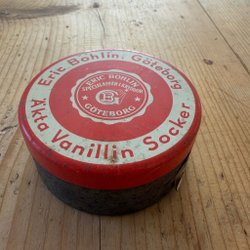 Eric Bohlin, Göteborg
ERIC BOHLIN
GÖTEBORG
Äkta Vanillin Socker